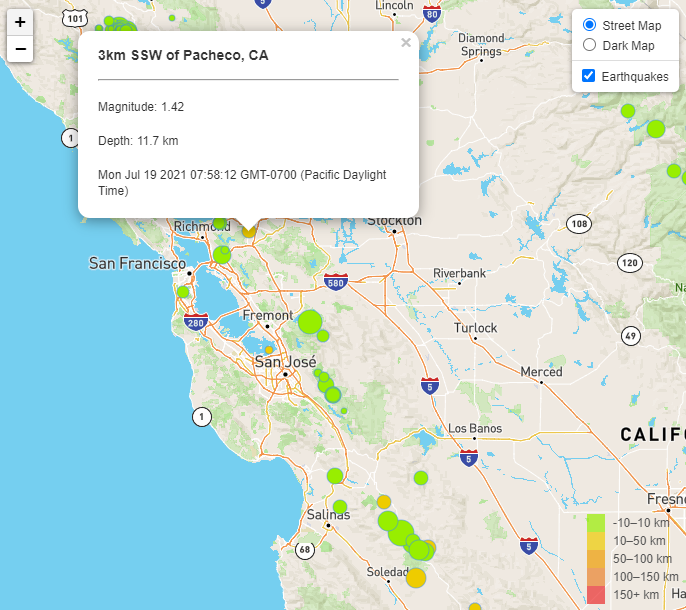 +
−
101
Lincoln
5
80
Diamond
Springs
Street Map
Dark Map
Earthquakes
×
3km SSW of Pacheco, CA
Magnitude: 1.42
Depth: 11.7 km
Mon Jul 19 2021 07:58:12 GMT-0700 (Pacific Daylight
Time)
1
Richmond
Stockton
108
San Francisco
120
580
Riverbank
280
Fremont
Turlock
49
San José
Merced
5
1
Los Banos
5
CALIF
Salinas
68
5
Soledad
-10–10 km
10–50 km
50–100 km
100–150 km
150+ km